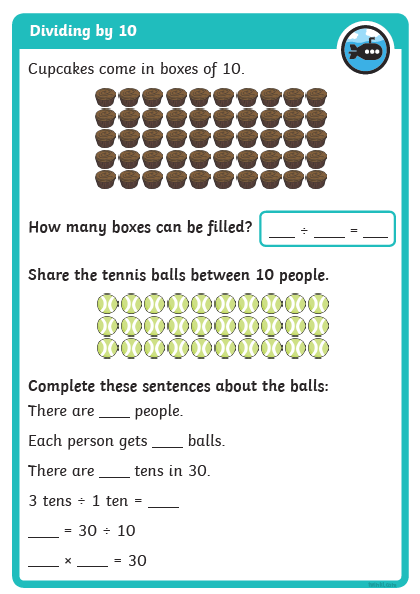 Dividing by 10
Cupcakes come in boxes of 10.
How many boxes can be filled?
___ ÷ ___ = ___
Share the tennis balls between 10 people.
Complete these sentences about the balls:
There are ____ people.
Each person gets ____ balls.
There are ____ tens in 30.
3 tens ÷ 1 ten = ____
____ = 30 ÷ 10
____ × ____ = 30